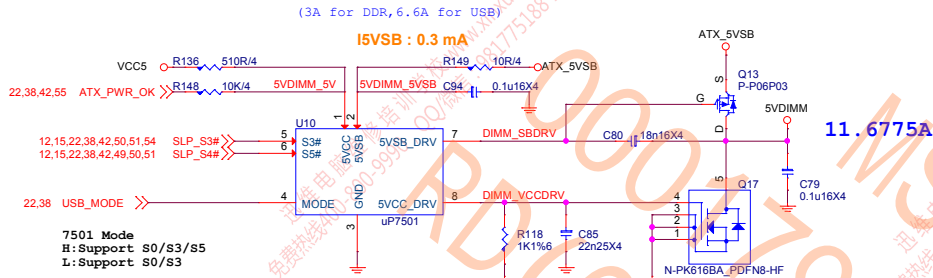 (3A for DDR,6.6A for USB)
I5VSB : 0.3 mA
ATX_5VSB
VCC5
R136
510R/4
R149
10R/4
ATX_5VSB
22,38,42,55 ATX_PWR_OK
R148
10K/4
5VDIMM_5V
5VDIMM_5VSB
C94
0.1u16X4
Q13
P-P06P03
S
G
D
5VDIMM
11.6775A
U10
1
2
12,15,22,38,42,50,51,54 SLP_S3#
5
S3#
5VCC
5VSB
5VSB_DRV
7
DIMM_SBDRV
C80
18n16X4
12,15,22,38,42,49,50,51 SLP_S4#
6
S5#
22,38 USB_MODE
4
MODE
GND
5VCC_DRV
8
DIMM_VCCDRV
uP7501
3
R118
1K1%6
C85
22n25X4
5
Q17
4
3
2
1
C79
0.1u16X4
N-PK616BA_PDFN8-HF
7501 Mode
H:Support S0/S3/S5
L:Support S0/S3